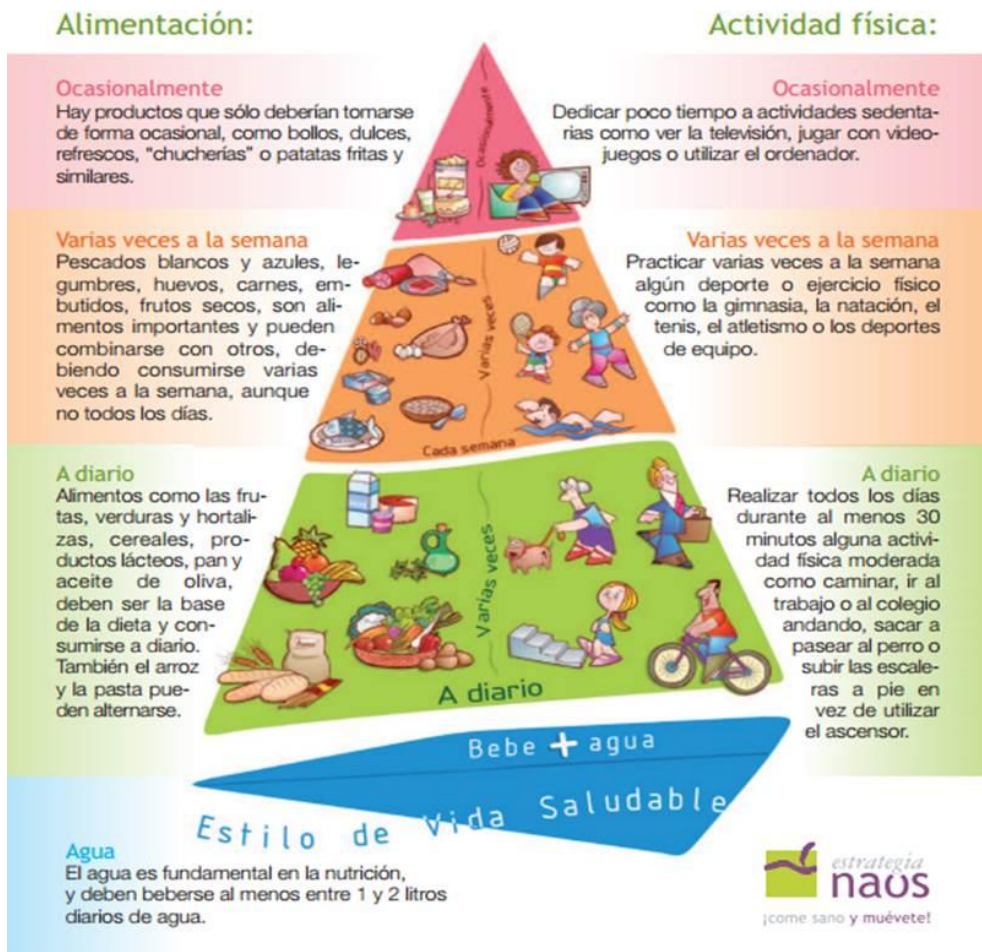 Alimentación:
Actividad física:
Ocasionalmente
Hay productos que sólo deberían tomarse
de forma ocasional, como bollos, dulces,
refrescos, “chucherías” o patatas fritas y
similares.
Ocasionalmente
Ocasionalmente
Dedicar poco tiempo a actividades sedenta-
rias como ver la televisión, jugar con video-
juegos o utilizar el ordenador.
Varias veces a la semana
Pescados blancos y azules, le-
gumbres, huevos, carnes, em-
butidos, frutos secos, son ali-
mentos importantes y pueden
combinarse con otros, de-
biendo consumirse varias
veces a la semana, aunque
no todos los días.
Varias veces
Cada semana
Varias veces a la semana
Practicar varias veces a la semana
algún deporte o ejercicio físico
como la gimnasia, la natación, el
tenis, el atletismo o los deportes
de equipo.
A diario
Alimentos como las fru-
tas, verduras y hortali-
zas, cereales, pro-
ductos lácteos, pan y
aceite de oliva,
deben ser la base
de la dieta y con-
sumirse a diario.
También el arroz
y la pasta pue-
den alternarse.
Varias veces
A diario
A diario
Realizar todos los días
durante al menos 30
minutos alguna activi-
dad física moderada
como caminar, ir al
trabajo o al colegio
andando, sacar a
pasear al perro o
subir las escale-
ras a pie en
vez de utilizar
el ascensor.
Bebe + agua
Estilo de Vida Saludable
Agua
El agua es fundamental en la nutrición,
y deben beberse al menos entre 1 y 2 litros
diarios de agua.
estrategia
naos
¡come sano y muévete!